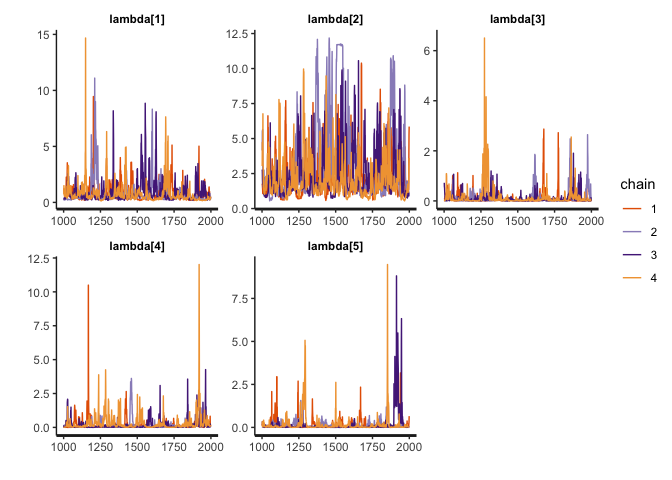 lambda[1] lambda[2] lambda[3]
15 10 5 0
1000 1250 1500 1750 2000
12.5 10.0 7.5 5.0 2.5 0.0
1000 1250 1500 1750 2000
6 4 2 0
1000 1250 1500 1750 2000
lambda[4] lambda[5]
12.5 10.0 7.5 5.0 2.5 0.0
1000 1250 1500 1750 2000
7.5 5.0 2.5 0.0
1000 1250 1500 1750 2000
chain
1
2
3
4